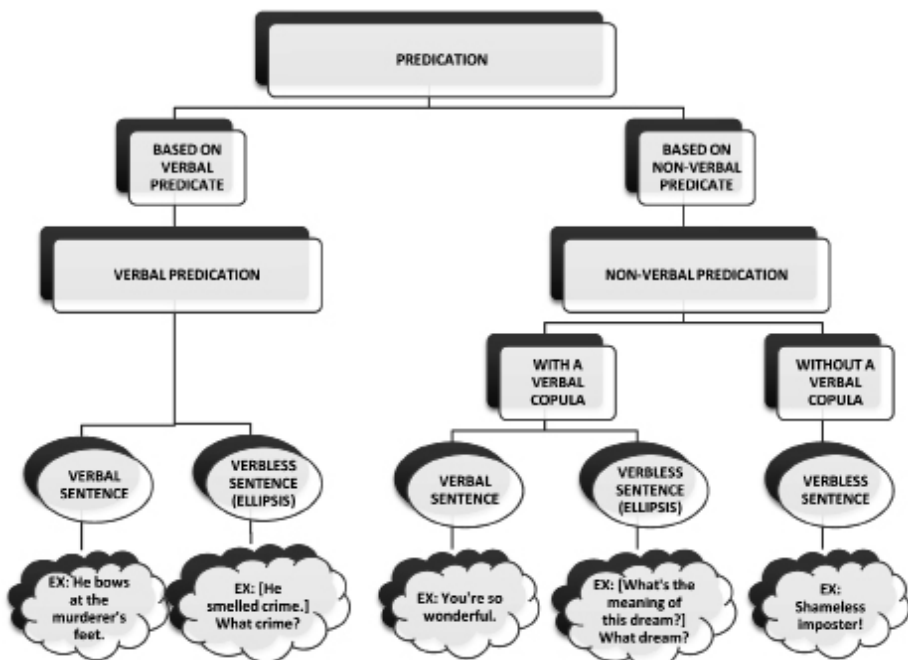 PREDICATION
BASED ON
VERBAL
PREDICATE
BASED ON
NON-VERBAL
PREDICATE
VERBAL PREDICATION
NON-VERBAL PREDICATION
WITH A
VERBAL
COPULA
WITHOUT A
VERBAL
COPULA
VERBAL
SENTENCE
VERBLESS
SENTENCE
(ELLIPSIS)
VERBAL
SENTENCE
VERBLESS
SENTENCE
(ELLIPSIS)
VERBLESS
SENTENCE
EX: He bows
at the
murderer's
feet.
EX: [He
smelled crime.]
What crime?
EX: You're so
wonderful.
EX: [What's the
meaning of
this dream?]
What dream?
EX:
Shameless
imposter!